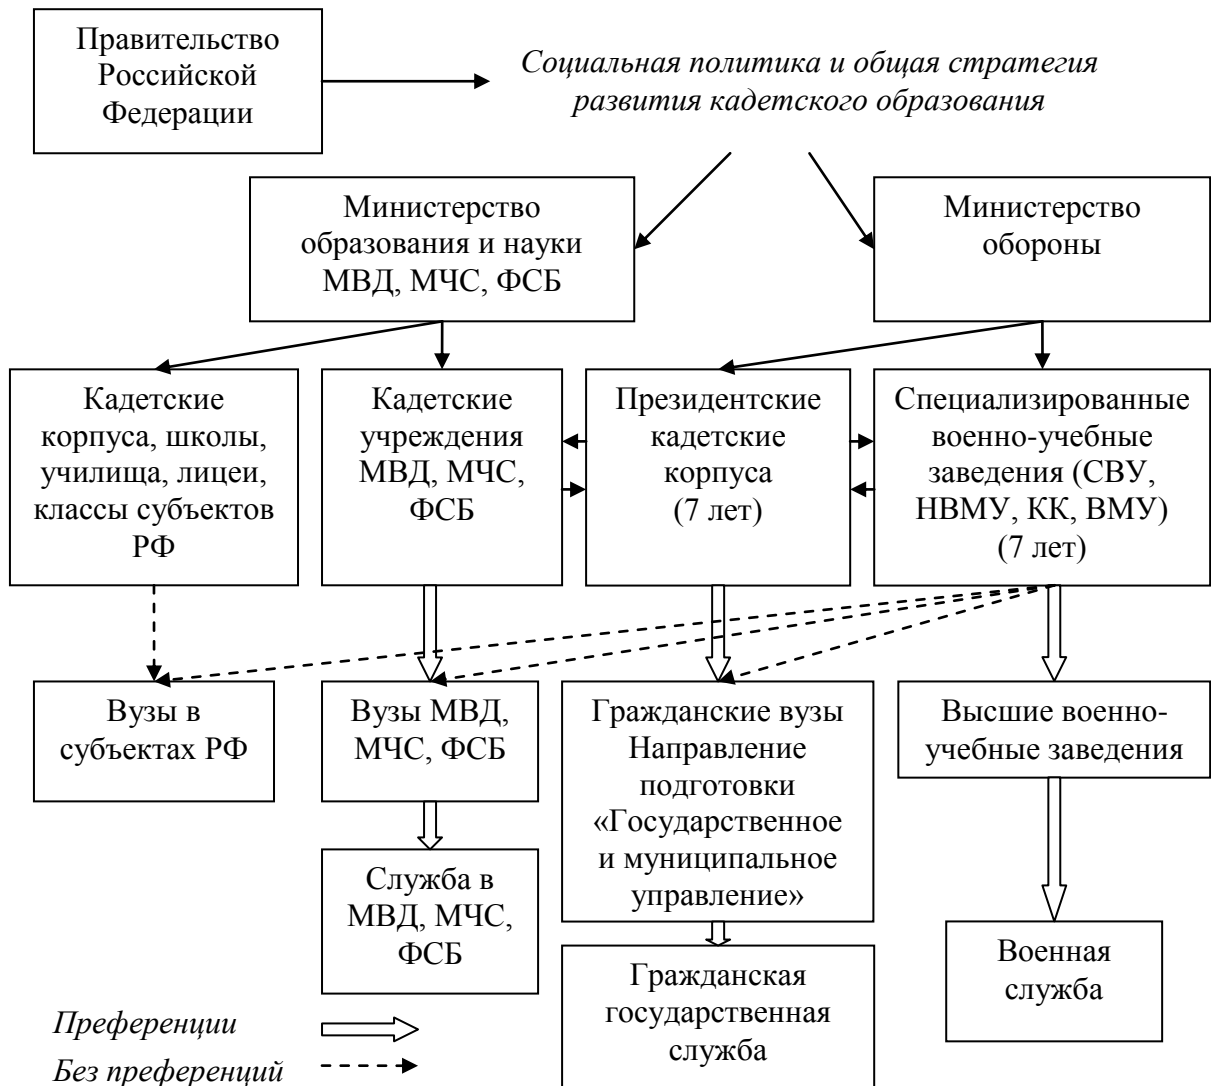 Правительство
Российской
Федерации
Социальная политика и общая стратегия
развития кадетского образования
Министерство
образования и науки
МВД, МЧС, ФСБ
Министерство
обороны
Кадетские
корпуса, школы,
училища, лицеи,
классы субъектов
РФ
Кадетские
учреждения
МВД, МЧС,
ФСБ
Президентские
кадетские
корпуса
(7 лет)
Специализированные
военно-учебные
заведения (СВУ,
НВМУ, КК, ВМУ)
(7 лет)
Вузы в
субъектах РФ
Вузы МВД,
МЧС, ФСБ
Гражданские вузы
Направление
подготовки
«Государственное
и муниципальное
управление»
Высшие военно-
учебные заведения
Служба в
МВД, МЧС,
ФСБ
Гражданская
государственная
служба
Военная
служба
Преференции
Без преференций